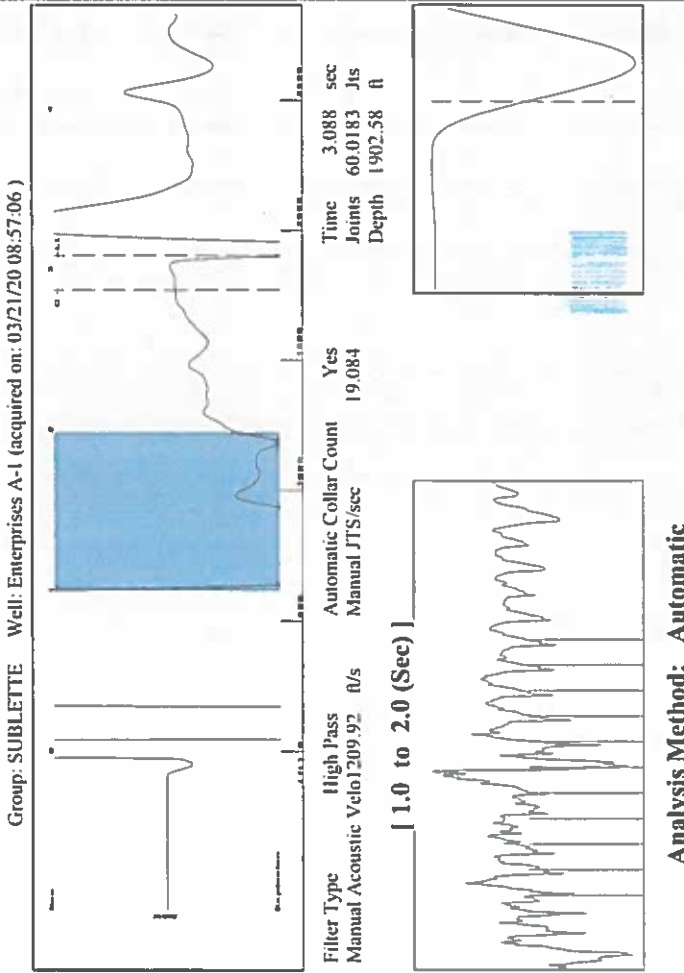 Group: SUBLETTE Well: Enterprises A-1 (acquired on: 03/21/20 08:57:06 )
Filter Type High Pass Automatic Collar Count Yes Time 3.088 sec
Manual Acoustic Velo1209.92 ft/s Manual JTS/sec 19.084 Joints 60.0183 Jts
Depth 1902.58 ft
[ 1.0 to 2.0 (Sec) ]
Analysis Method: Automatic